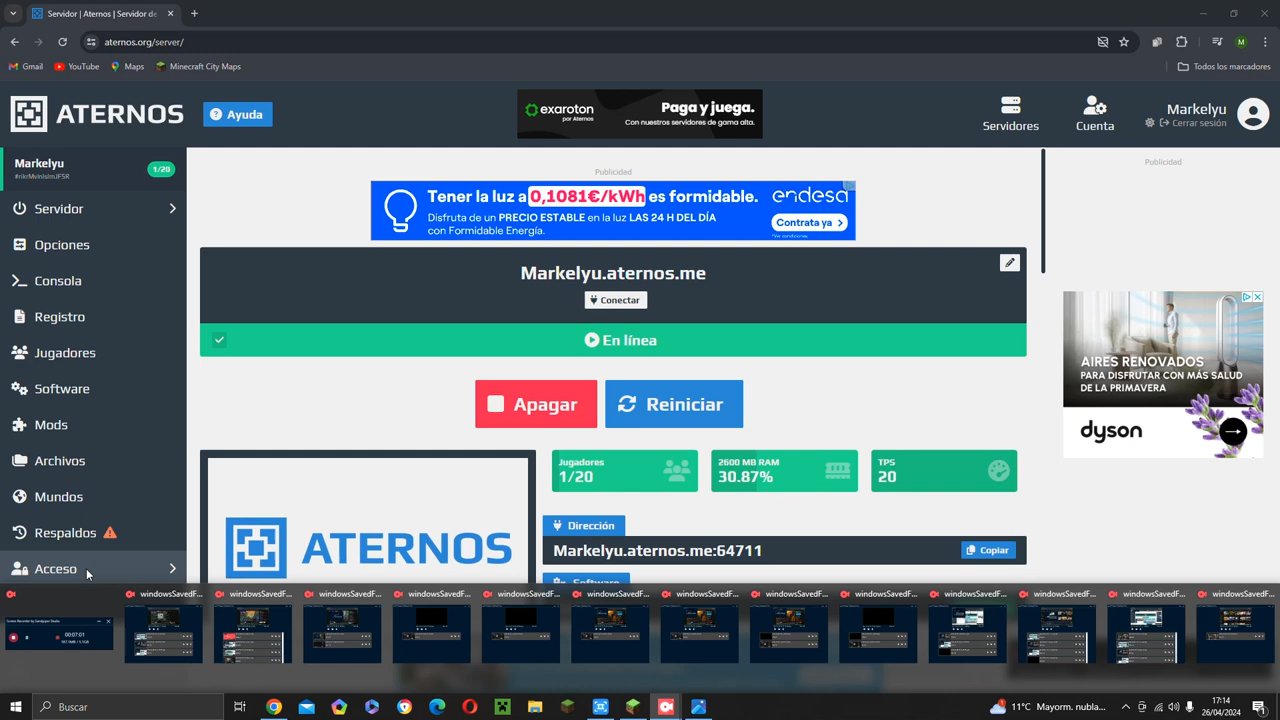 Servidor | Aternos | Servidor de
aternos.org/server/
Gmail
YouTube
Maps
Minecraft City Maps
Todos los marcadores
M
ATERNOS
Ayuda
exaroton
por Aternos
Paga y juega.
Con nuestros servidores de gama alta.
Servidores
Cuenta
Markelyu
Cerrar sesión
Markelyu
1/20
Servidor
Opciones
Consola
Registro
Jugadores
Software
Mods
Archivos
Mundos
Respaldos
Acceso
Publicidad
Publicidad
Tener la luz a 0,1081€/kWh es formidable.
Disfruta de un PRECIO ESTABLE en la luz LAS 24 H DEL DÍA
con Formidable Energía.
endesa
Contrata ya
Markelyu.aternos.me
Conectar
En línea
Apagar
Reiniciar
Jugadores
1/20
2600 MB RAM
30.87%
TPS
20
ATERNOS
Dirección
Markelyu.aternos.me:64711
Copiar
Software
AIRES RENOVADOS
PARA DISFRUTAR CON MÁS SALUD
DE LA PRIMAVERA
dyson
windowsSavedF...
windowsSavedF...
windowsSavedF...
windowsSavedF...
windowsSavedF...
windowsSavedF...
windowsSavedF...
windowsSavedF...
windowsSavedF...
windowsSavedF...
windowsSavedF...
windowsSavedF...
windowsSavedF...
00:07:01
Buscar
11°C Mayorm. nubla...
17:14
26/04/2024